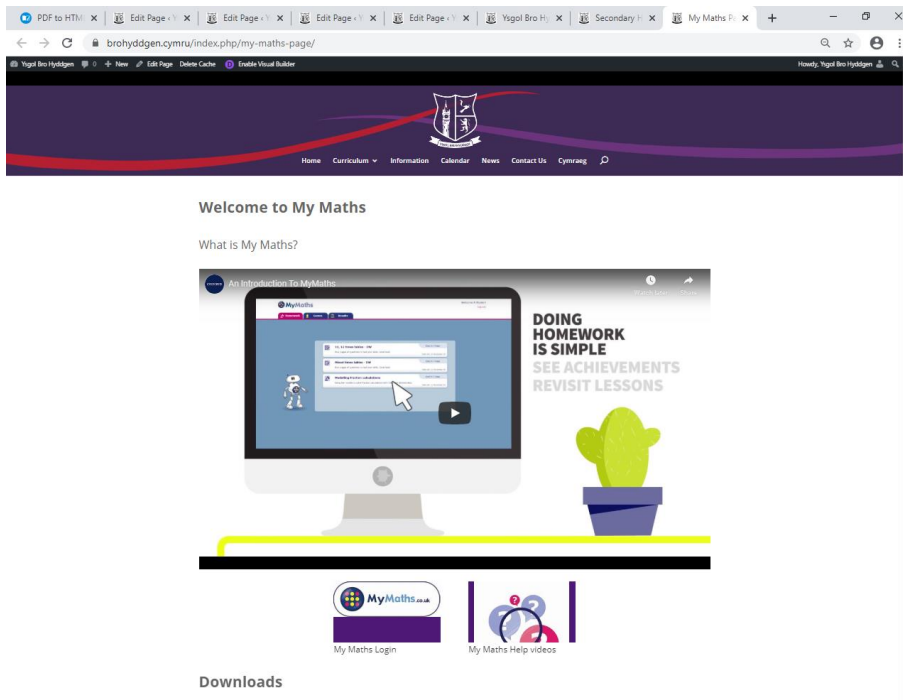 PDF to HTM
Edit Page ‹ Y
Edit Page ‹ Y
Edit Page ‹ Y
Edit Page ‹ Y
Ysgol Bro Hy
Secondary H
My Maths Pa
brohyddgen.cymru/index.php/my-maths-page/
Ysgol Bro Hyddgen 0 + New Edit Page Delete Cache Enable Visual Builder
Howdy, Ysgol Bro Hyddgen
Home Curriculum Information Calendar News Contact Us Cymraeg
Welcome to My Maths
What is My Maths?
An Introduction To MyMaths
MyMaths
DOING
HOMEWORK
IS SIMPLE
SEE ACHIEVEMENTS
REVISIT LESSONS
MyMaths.co.uk
My Maths Login
My Maths Help videos
Downloads